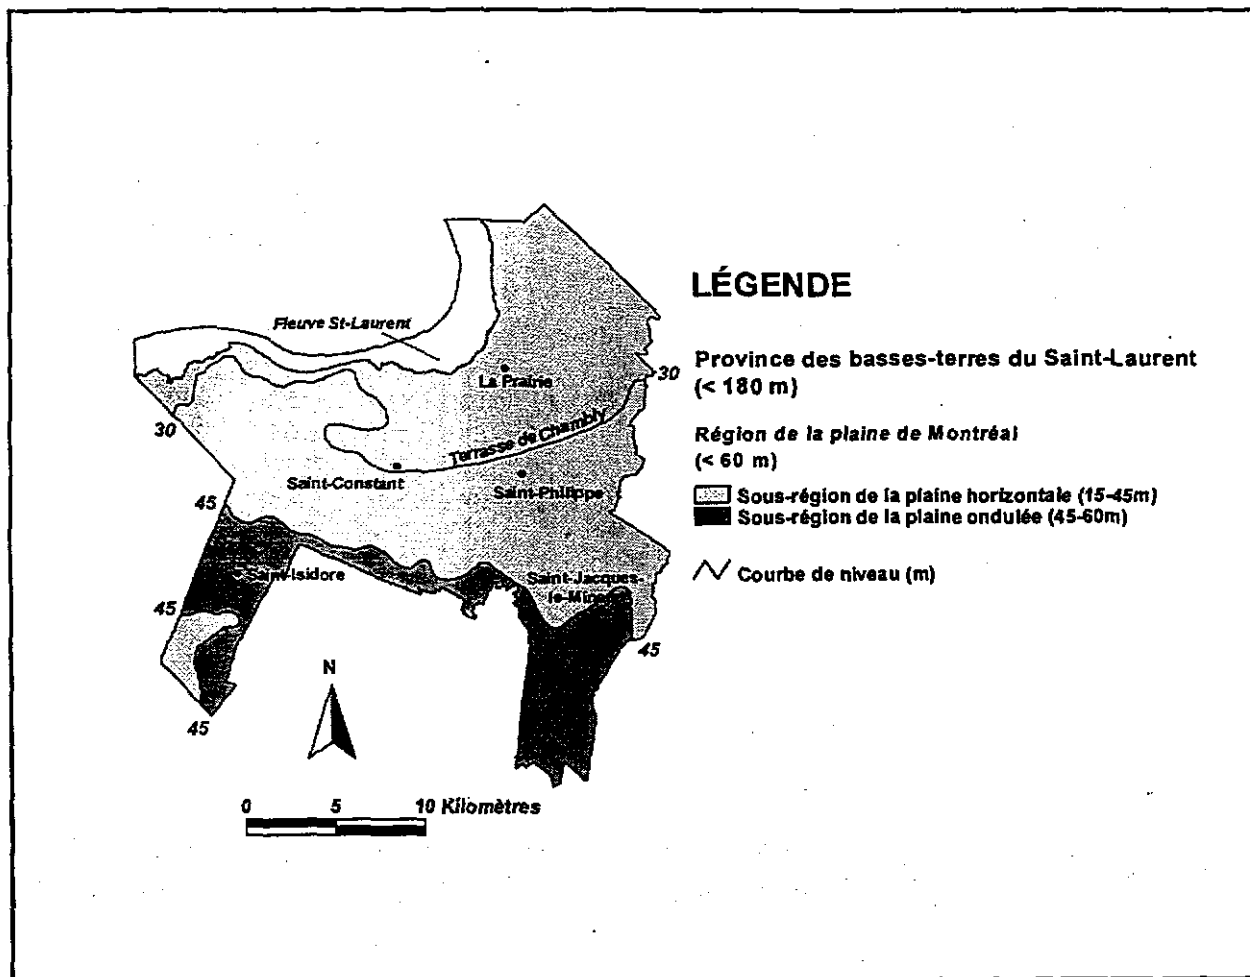 Fleuve St-Laurent
La Prairie
30
Terrasse de Chambly
30
Saint-Constant
Saint-Philippe
45
Saint-Isidore
Saint-Jacques-
le-Mineur
45
45
45
N
0 5 10 Kilomètres
LÉGENDE
Province des basses-terres du Saint-Laurent
(< 180 m)
Région de la plaine de Montréal
(< 60 m)
Sous-région de la plaine horizontale (15-45m)
Sous-région de la plaine ondulée (45-60m)
Courbe de niveau (m)